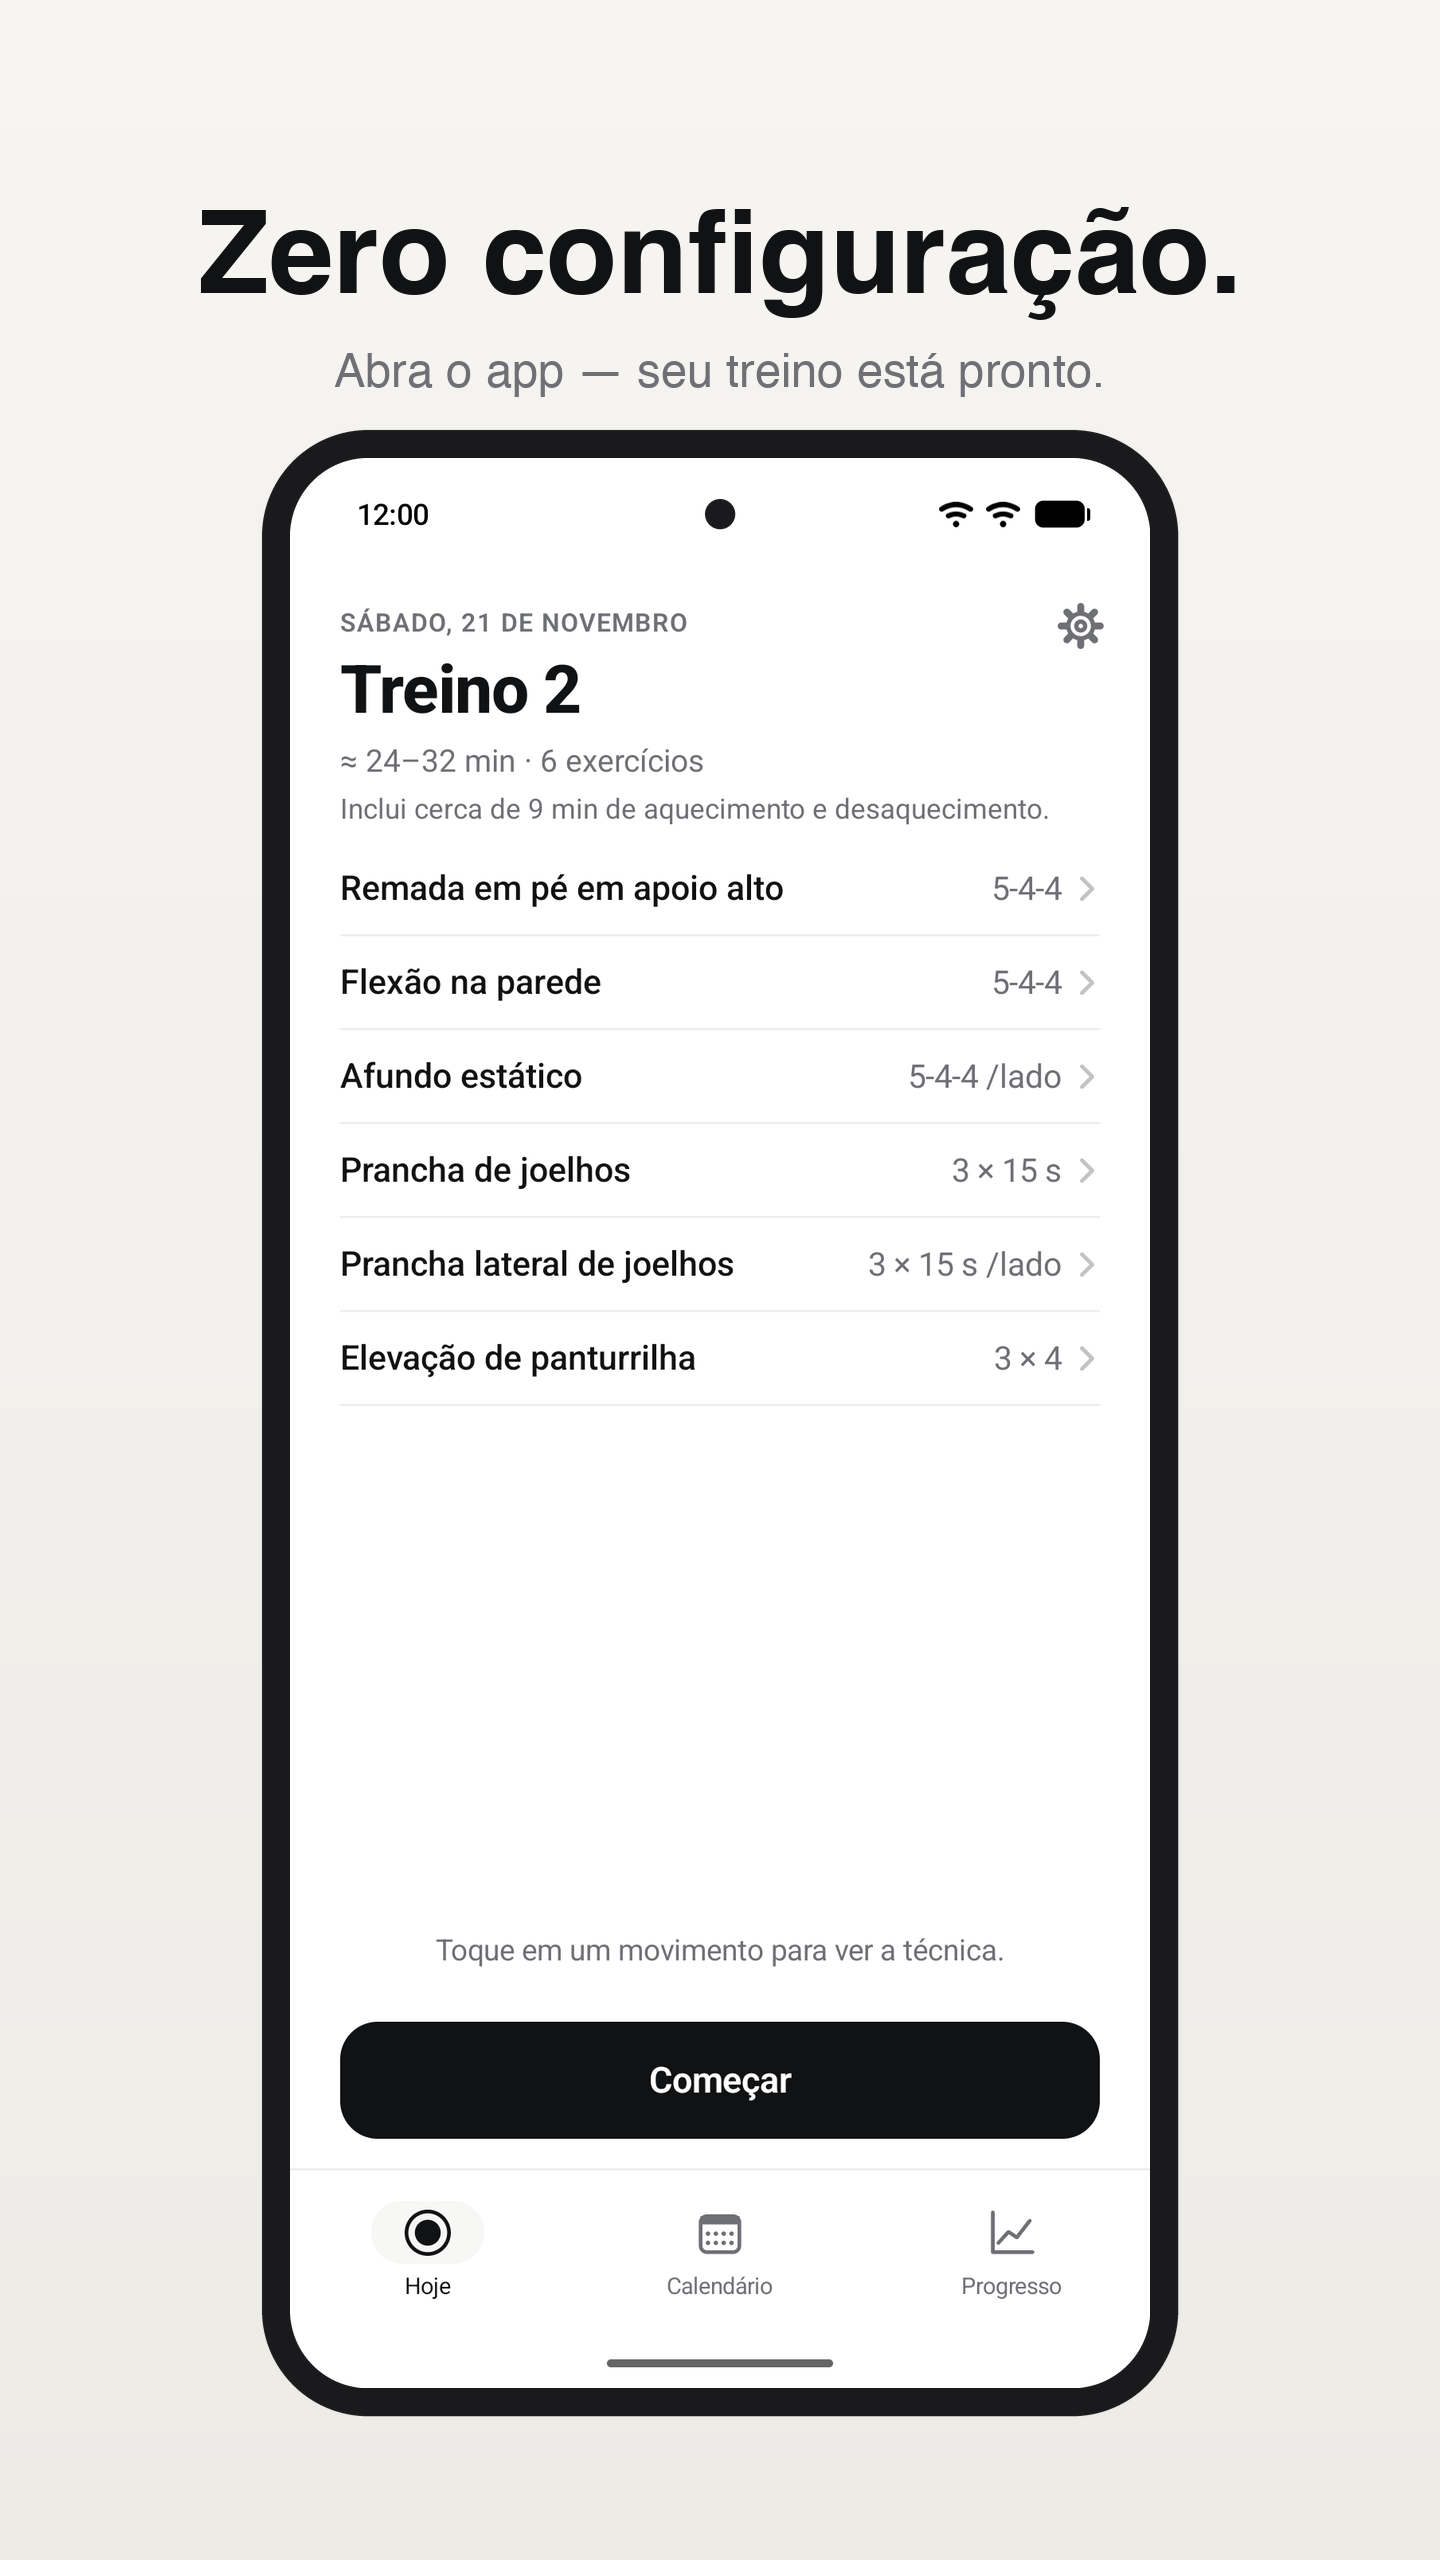 Zero configuração.
Abra o app — seu treino está pronto.
12:00
SÁBADO, 21 DE NOVEMBRO
Treino 2
≈ 24–32 min · 6 exercícios
Inclui cerca de 9 min de aquecimento e desaquecimento.
Remada em pé em apoio alto 5-4-4
Flexão na parede 5-4-4
Afundo estático 5-4-4 /lado
Prancha de joelhos 3 × 15 s
Prancha lateral de joelhos 3 × 15 s /lado
Elevação de panturrilha 3 × 4
Toque em um movimento para ver a técnica.
Começar
Hoje Calendário Progresso